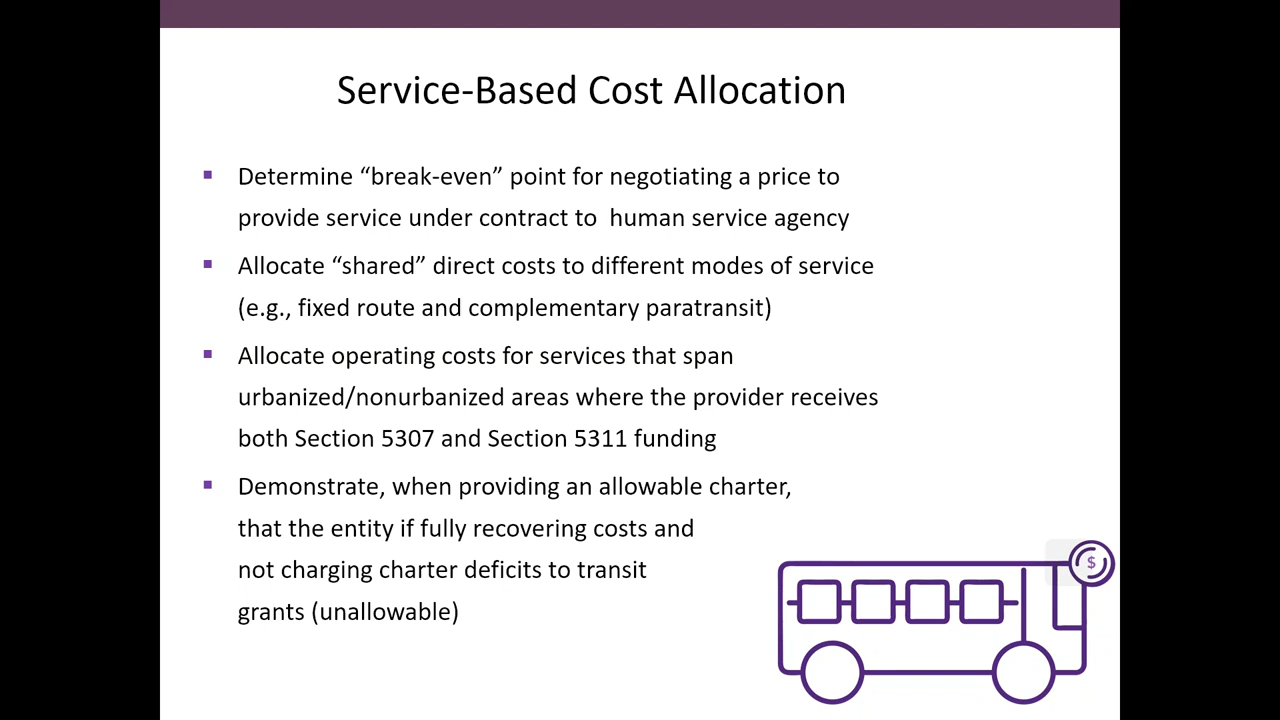 Service-Based Cost Allocation
▪ Determine “break-even” point for negotiating a price to
provide service under contract to  human service agency
▪ Allocate “shared” direct costs to different modes of service
(e.g., fixed route and complementary paratransit)
▪ Allocate operating costs for services that span
urbanized/nonurbanized areas where the provider receives
both Section 5307 and Section 5311 funding
▪ Demonstrate, when providing an allowable charter,
that the entity if fully recovering costs and
not charging charter deficits to transit
grants (unallowable)
$